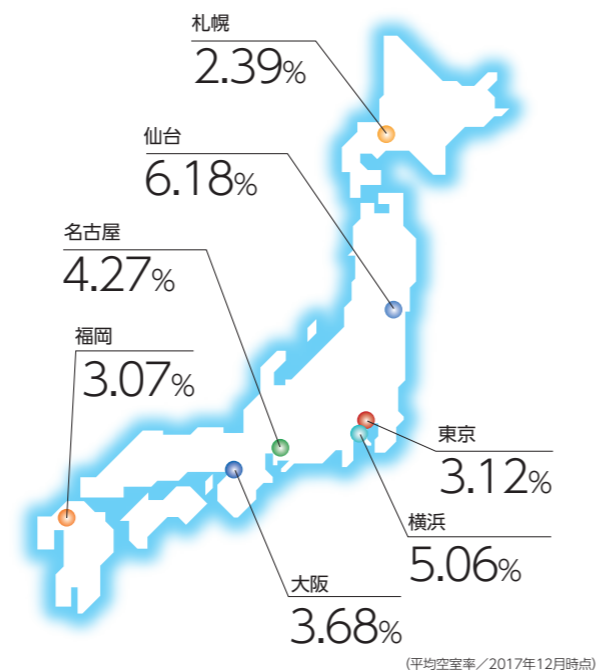 札幌
2.39%
仙台
6.18%
名古屋
4.27%
福岡
3.07%
東京
3.12%
横浜
5.06%
大阪
3.68%
(平均空室率／2017年12月時点)